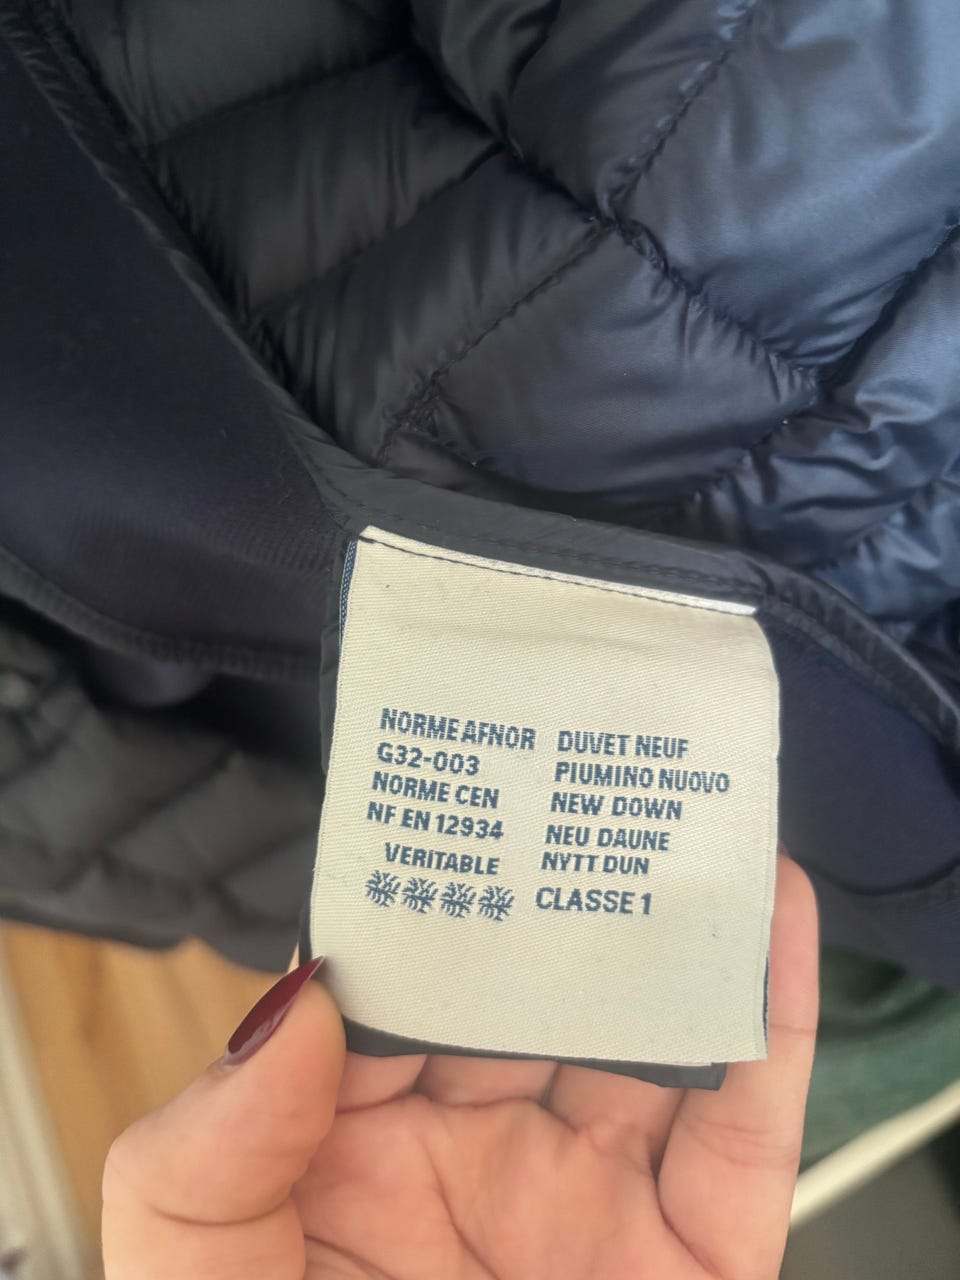 NORME AFNOR
G32-003
NORME CEN
NF EN 12934
VERITABLE
DUVET NEUF
PIUMINO NUOVO
NEW DOWN
NEU DAUNE
NYTT DUN
CLASSE 1